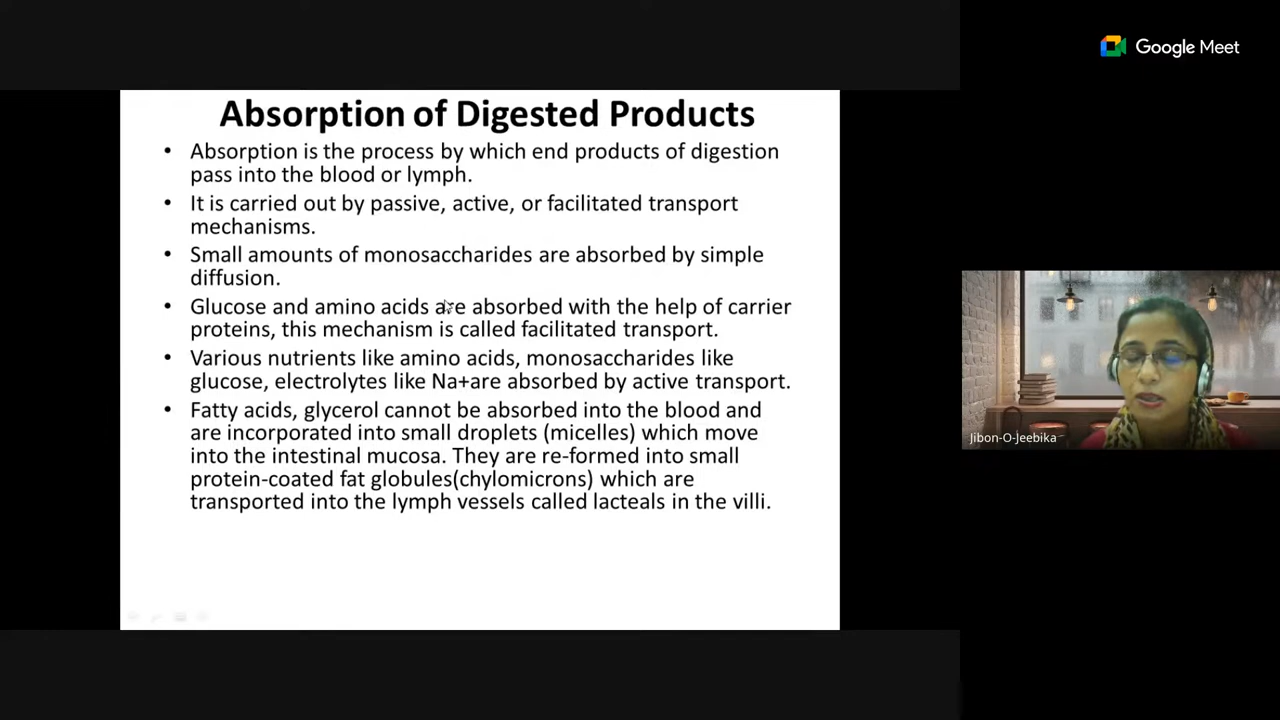 Google Meet
Absorption of Digested Products
• Absorption is the process by which end products of digestion
pass into the blood or lymph.
• It is carried out by passive, active, or facilitated transport
mechanisms.
• Small amounts of monosaccharides are absorbed by simple
diffusion.
• Glucose and amino acids are absorbed with the help of carrier
proteins, this mechanism is called facilitated transport.
• Various nutrients like amino acids, monosaccharides like
glucose, electrolytes like Na+are absorbed by active transport.
• Fatty acids, glycerol cannot be absorbed into the blood and
are incorporated into small droplets (micelles) which move
into the intestinal mucosa. They are re-formed into small
protein-coated fat globules(chylomicrons) which are
transported into the lymph vessels called lacteals in the villi.
Jibon-O-Jeebika